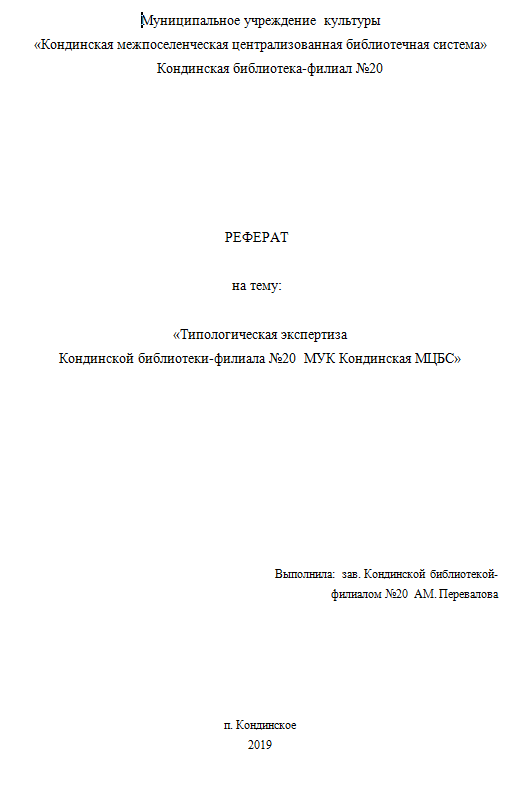 Муниципальное учреждение культуры
«Кондинская межпоселенческая централизованная библиотечная система»
Кондинская библиотека-филиал №20
РЕФЕРАТ
на тему:
«Типологическая экспертиза
Кондинской библиотеки-филиала №20 МУК Кондинская МЦБС»
Выполнила: зав. Кондинской библиотекой-
филиалом №20 АМ. Перевалова
п. Кондинское
2019